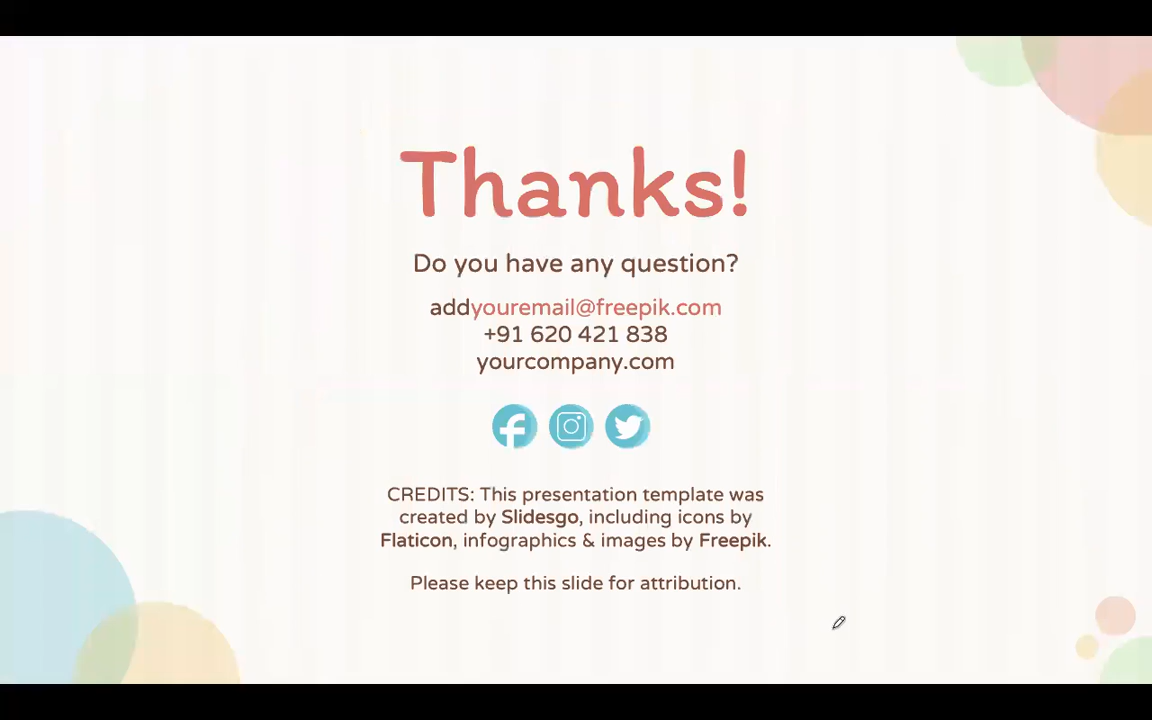 Thanks!
Do you have any question?
addyouremail@freepik.com
+91 620 421 838
yourcompany.com
CREDITS: This presentation template was
created by Slidesgo, including icons by
Flaticon, infographics & images by Freepik.
Please keep this slide for attribution.